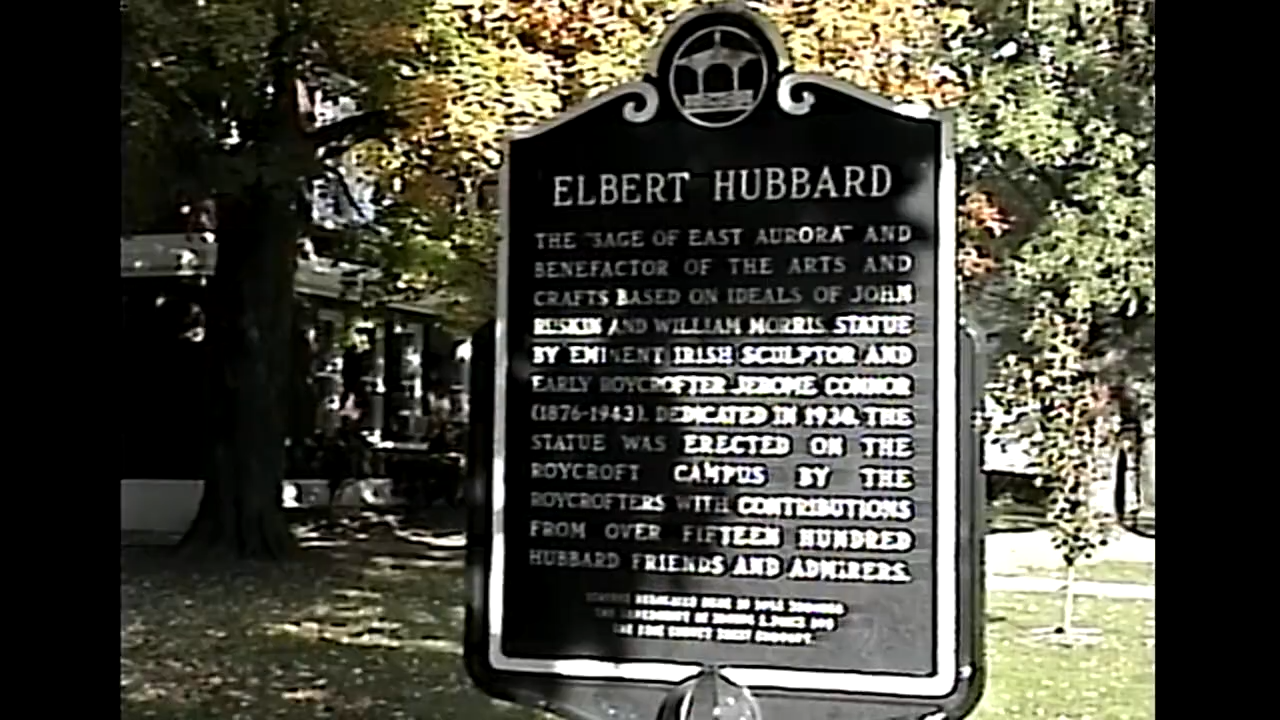 ELBERT HUBBARD
THE "SAGE OF EAST AURORA" AND
BENEFACTOR OF THE ARTS AND
CRAFTS BASED ON IDEALS OF JOHN
RUSKIN AND WILLIAM MORRIS. STATUE
BY EMINENT IRISH SCULPTOR AND
EARLY ROYCROFTER JEROME CONNOR
(1876-1943). DEDICATED IN 1930, THE
STATUE WAS ERECTED ON THE
ROYCROFT CAMPUS BY THE
ROYCROFTERS WITH CONTRIBUTIONS
FROM OVER FIFTEEN HUNDRED
HUBBARD FRIENDS AND ADMIRERS.